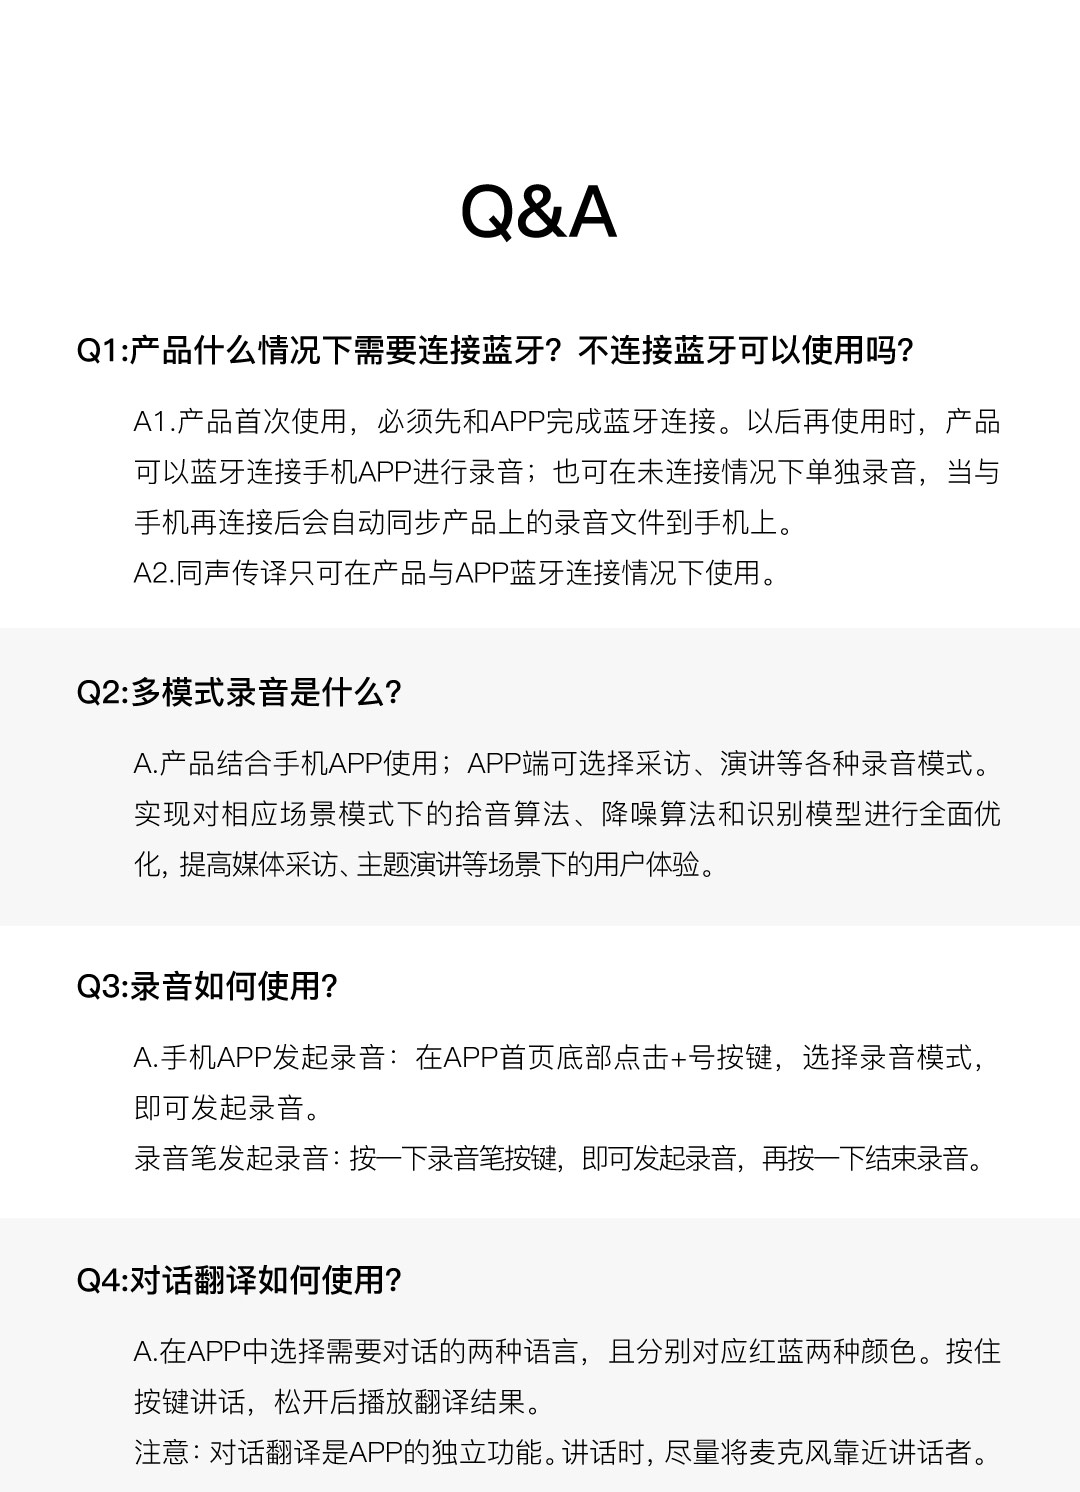 Q&A
Q1:产品什么情况下需要连接蓝牙？不连接蓝牙可以使用吗？
A1.产品首次使用，必须先和APP完成蓝牙连接。以后再使用时，产品
可以蓝牙连接手机APP进行录音；也可在未连接情况下单独录音，当与
手机再连接后会自动同步产品上的录音文件到手机上。
A2.同声传译只可在产品与APP蓝牙连接情况下使用。
Q2:多模式录音是什么？
A.产品结合手机APP使用；APP端可选择采访、演讲等各种录音模式。
实现对相应场景模式下的拾音算法、降噪算法和识别模型进行全面优
化，提高媒体采访、主题演讲等场景下的用户体验。
Q3:录音如何使用？
A.手机APP发起录音：在APP首页底部点击+号按键，选择录音模式，
即可发起录音。
录音笔发起录音：按一下录音笔按键，即可发起录音，再按一下结束录音。
Q4:对话翻译如何使用？
A.在APP中选择需要对话的两种语言，且分别对应红蓝两种颜色。按住
按键讲话，松开后播放翻译结果。
注意：对话翻译是APP的独立功能。讲话时，尽量将麦克风靠近讲话者。